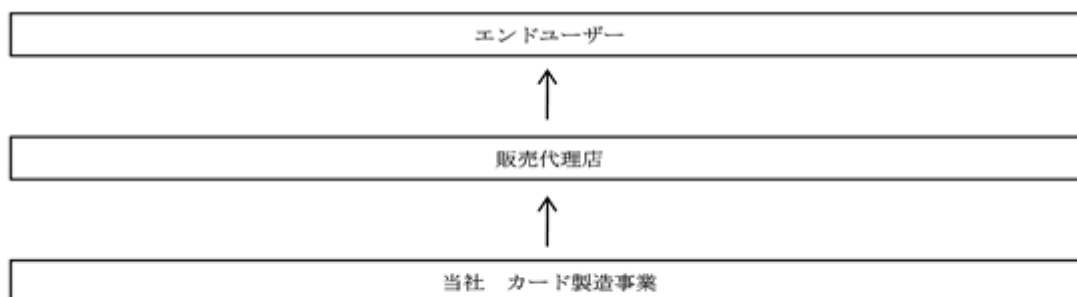 エンドユーザー
販売代理店
当社　カード製造事業